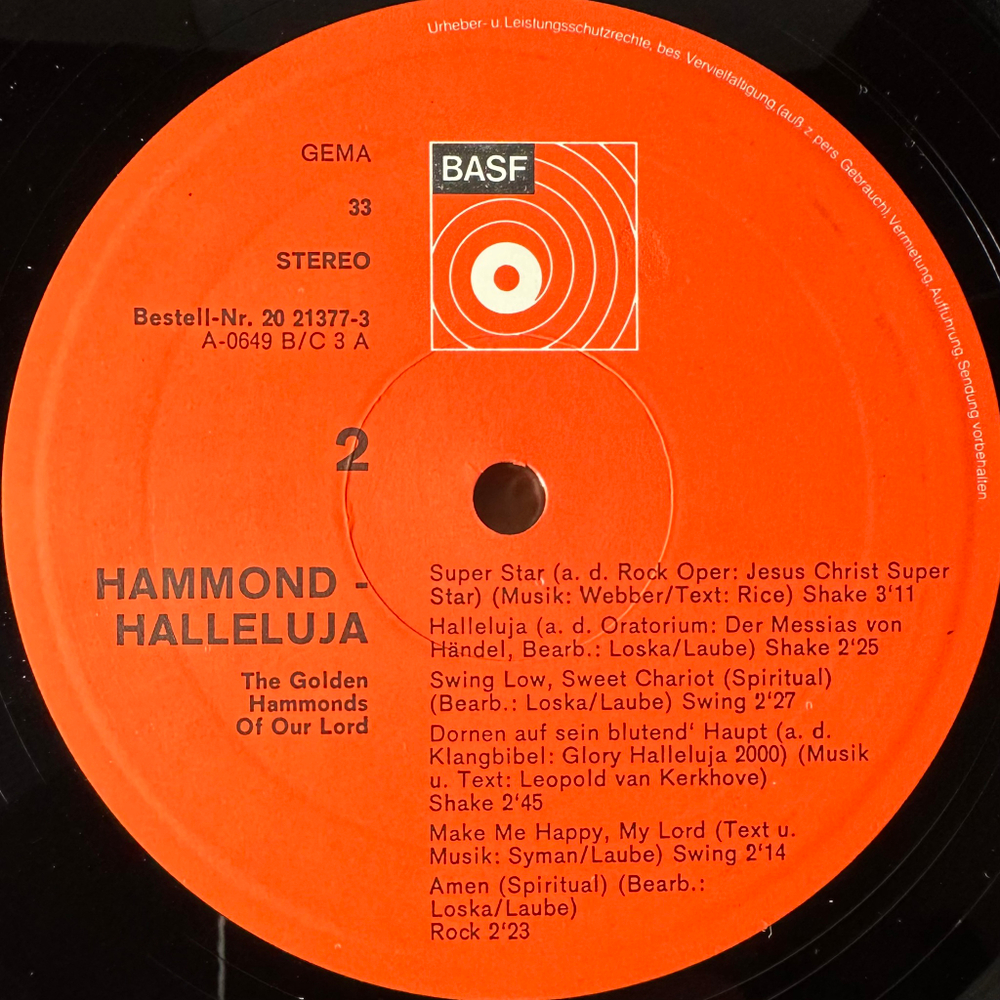 Urheber- u. Leistungsschutzrechte, bes. Vervielfältigung, (auß z. pers. Gebrauch), Vermietung, Aufführung, Sendung vorbehalten
GEMA
33
STEREO
Bestell-Nr. 20 21377-3
A-0649 B/C 3 A
BASF
2
HAMMOND -
HALLELUJA
The Golden
Hammonds
Of Our Lord
Super Star (a. d. Rock Oper: Jesus Christ Super
Star) (Musik: Webber/Text: Rice) Shake 3‘11
Halleluja (a. d. Oratorium: Der Messias von
Händel, Bearb.: Loska/Laube) Shake 2‘25
Swing Low, Sweet Chariot (Spiritual)
(Bearb.: Loska/Laube) Swing 2‘27
Dornen auf sein blutend‘ Haupt (a. d.
Klangbibel: Glory Halleluja 2000) (Musik
u. Text: Leopold van Kerkhove)
Shake 2‘45
Make Me Happy, My Lord (Text u.
Musik: Syman/Laube) Swing 2‘14
Amen (Spiritual) (Bearb.:
Loska/Laube)
Rock 2‘23